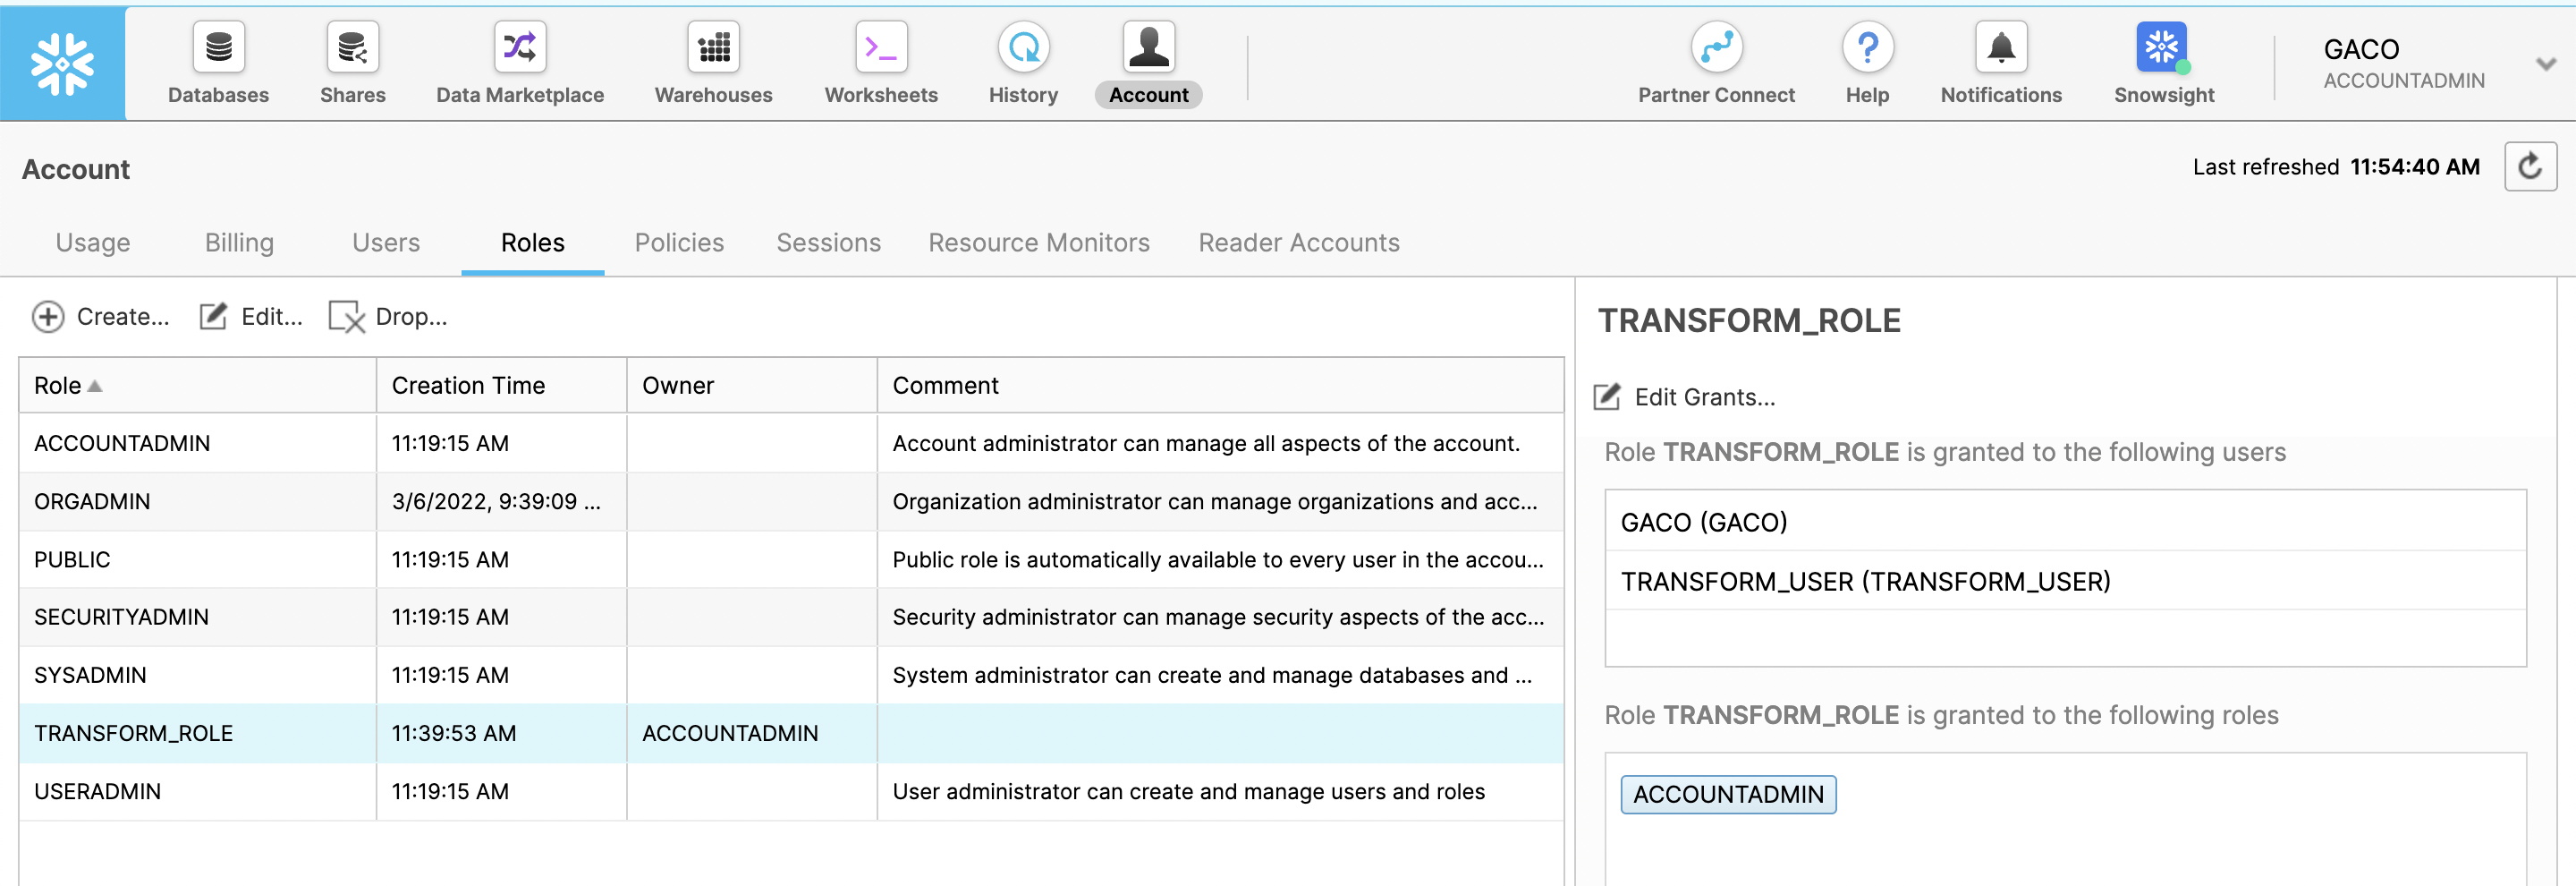 Databases
Shares
Data Marketplace
Warehouses
Worksheets
History
Account
Partner Connect
Help
Notifications
Snowsight
GACO
ACCOUNTADMIN
Account
Last refreshed 11:54:40 AM
Usage Billing Users Roles Policies Sessions Resource Monitors Reader Accounts
Create... Edit... Drop...
Role Creation Time Owner Comment
ACCOUNTADMIN 11:19:15 AM Account administrator can manage all aspects of the account.
ORGADMIN 3/6/2022, 9:39:09 ... Organization administrator can manage organizations and acc...
PUBLIC 11:19:15 AM Public role is automatically available to every user in the accou...
SECURITYADMIN 11:19:15 AM Security administrator can manage security aspects of the acc...
SYSADMIN 11:19:15 AM System administrator can create and manage databases and ...
TRANSFORM_ROLE 11:39:53 AM ACCOUNTADMIN
USERADMIN 11:19:15 AM User administrator can create and manage users and roles
TRANSFORM_ROLE
Edit Grants...
Role TRANSFORM_ROLE is granted to the following users
GACO (GACO)
TRANSFORM_USER (TRANSFORM_USER)
Role TRANSFORM_ROLE is granted to the following roles
ACCOUNTADMIN